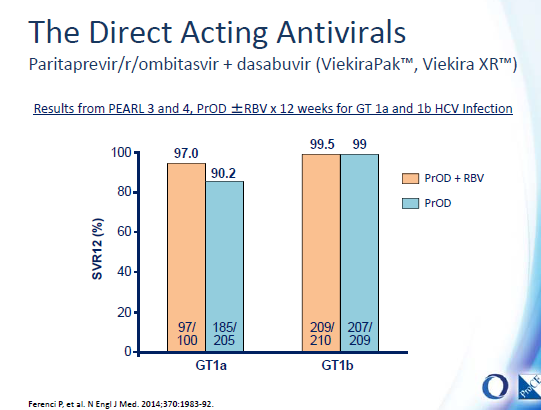 The Direct Acting Antivirals
Paritaprevir/r/ombitasvir + dasabuvir (ViekiraPak™, Viekira XR™)
Results from PEARL 3 and 4, PrOD ±RBV x 12 weeks for GT 1a and 1b HCV Infection
SVR12 (%)
100
80
60
40
20
0
97.0
90.2
99.5
99
97/
100
185/
205
209/
210
207/
209
GT1a
GT1b
PrOD + RBV
PrOD
Ferenci P, et al. N Engl J Med. 2014;370:1983-92.
ProCE